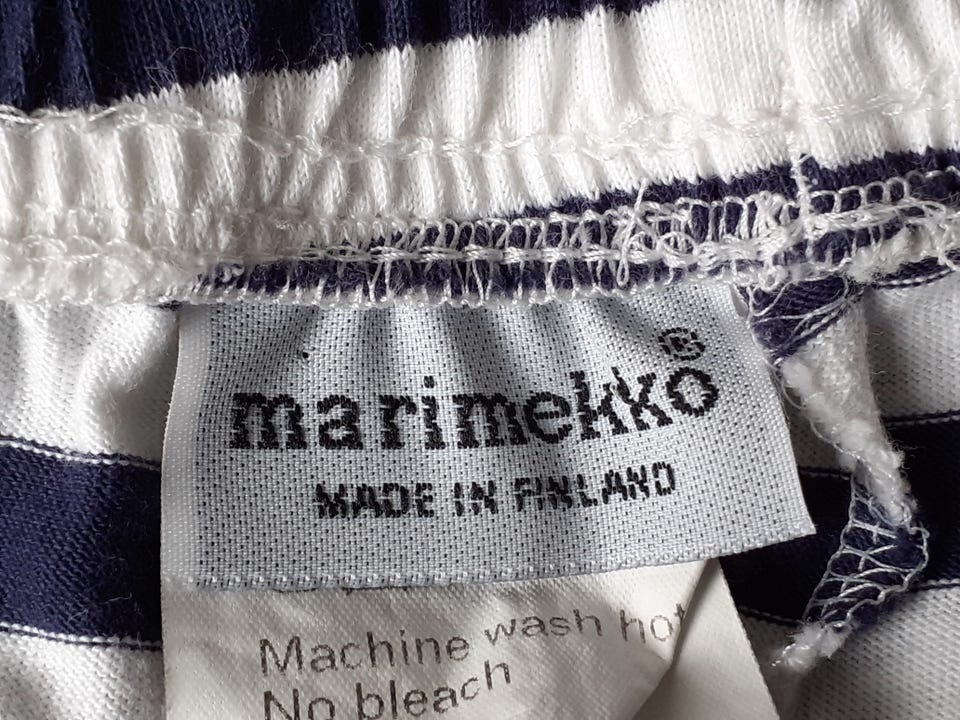 marimekko®
MADE IN FINLAND
Machine wash hot
No bleach